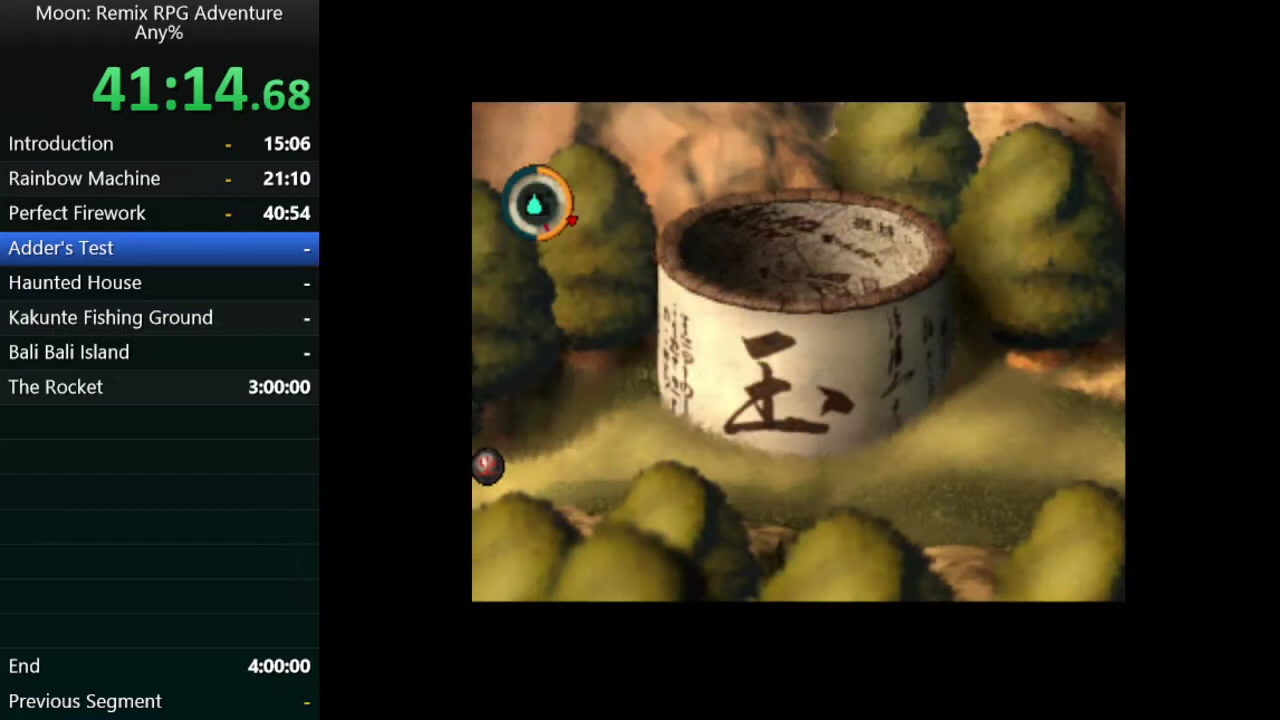 Moon: Remix RPG Adventure
Any%
41:14.68
Introduction - 15:06
Rainbow Machine - 21:10
Perfect Firework - 40:54
Adder's Test -
Haunted House -
Kakunte Fishing Ground -
Bali Bali Island -
The Rocket 3:00:00
End 4:00:00
Previous Segment -
玉